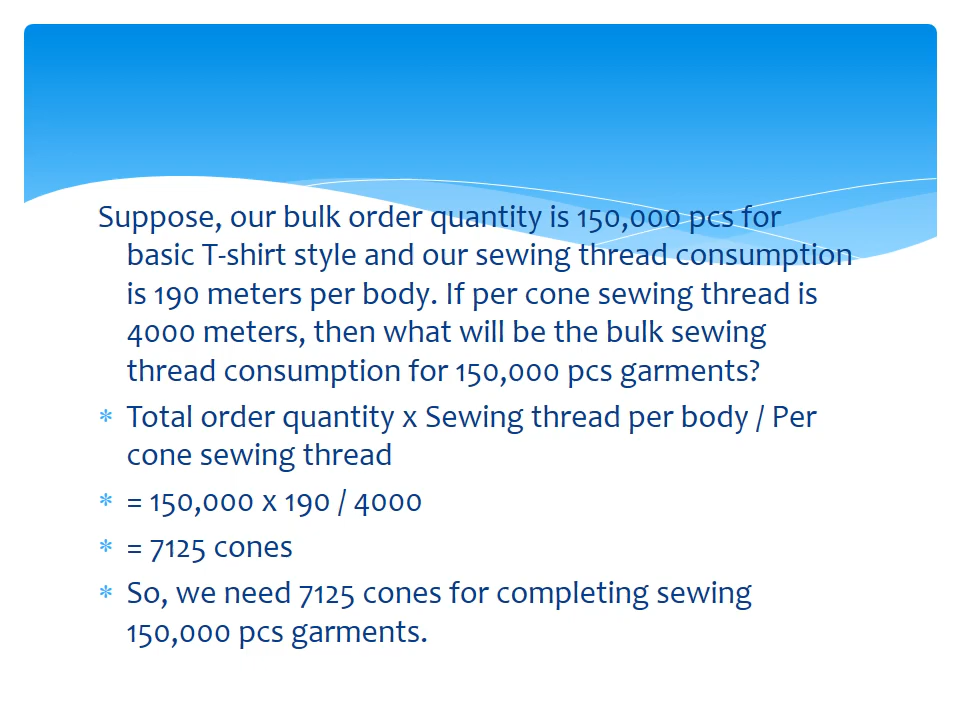 Suppose, our bulk order quantity is 150,000 pcs for
basic T-shirt style and our sewing thread consumption
is 190 meters per body. If per cone sewing thread is
4000 meters, then what will be the bulk sewing
thread consumption for 150,000 pcs garments?
* Total order quantity x Sewing thread per body / Per
cone sewing thread
* = 150,000 x 190 / 4000
* = 7125 cones
* So, we need 7125 cones for completing sewing
150,000 pcs garments.